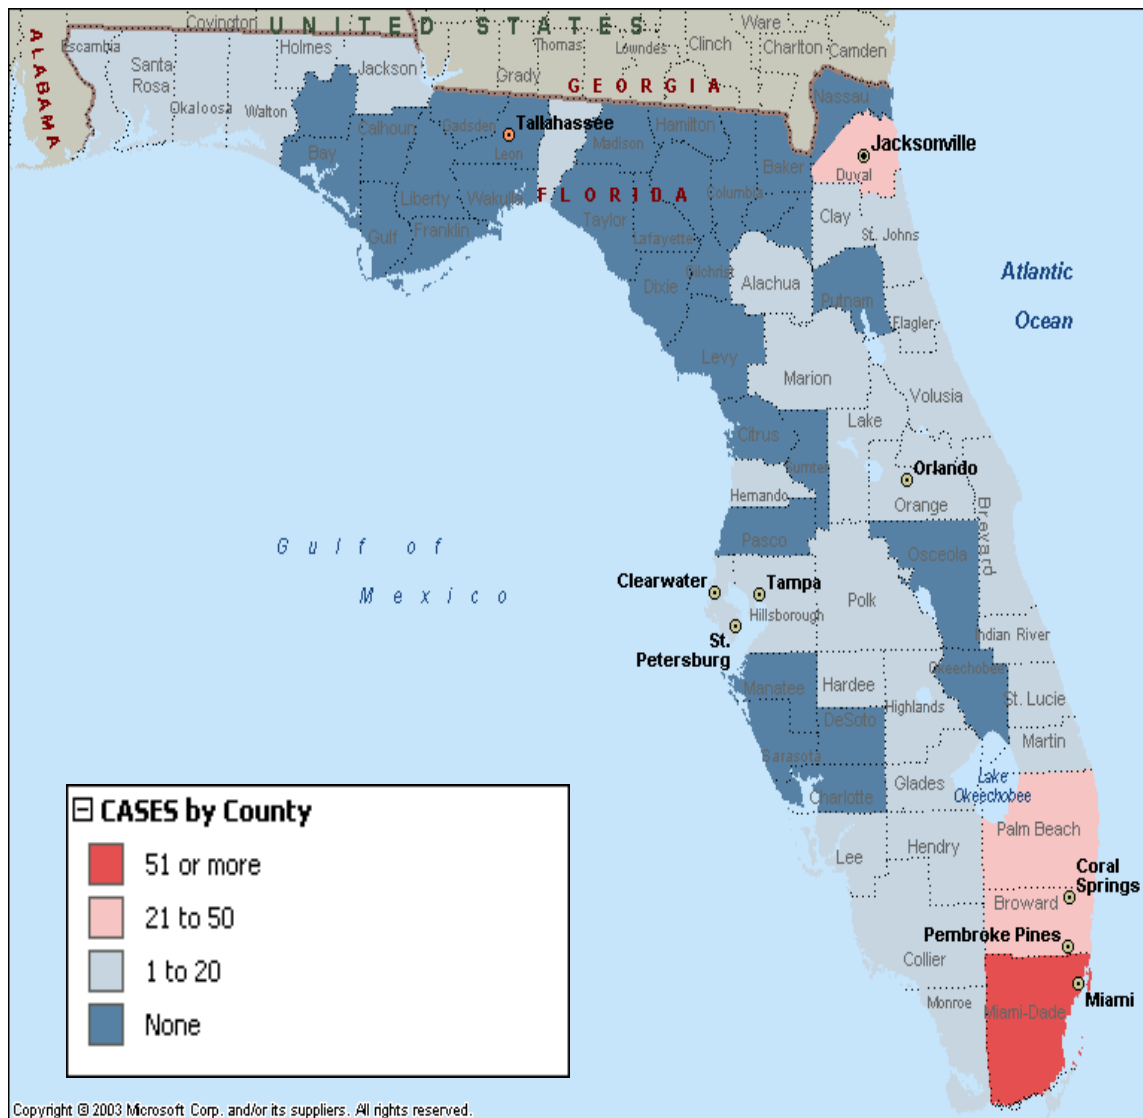 Covington
UNITED STATES
Ware
Escambia
Holmes
Thomas
Lowndes
Clinch
Charlton
Camden
ALABAMA
Santa
Rosa
Jackson
Grady
GEORGIA
Okaloosa
Walton
Nassau
Calhoun
Gadsden
Tallahassee
Hamilton
Madison
Jacksonville
Bay
Leon
Baker
Duval
Liberty
Wakulla
FLORIDA
Columbia
Gulf
Franklin
Taylor
Lafayette
Clay
St. Johns
Dixie
Gilchrist
Alachua
Putnam
Atlantic
Ocean
Flagler
Levy
Marion
Volusia
Lake
Citrus
Sumter
Orlando
Hernando
Orange
Brevard
Gulf of
Mexico
Pasco
Osceola
Clearwater
Tampa
Polk
Hillsborough
St.
Petersburg
Indian River
Okeechobee
Manatee
Hardee
Highlands
St. Lucie
DeSoto
Sarasota
Martin
Glades
Lake
Okeechobee
Charlotte
Palm Beach
Lee
Hendry
Coral
Springs
Broward
Pembroke Pines
Collier
Monroe
Miami-Dade
Miami
CASES by County
51 or more
21 to 50
1 to 20
None
Copyright © 2003 Microsoft Corp. and/or its suppliers. All rights reserved.